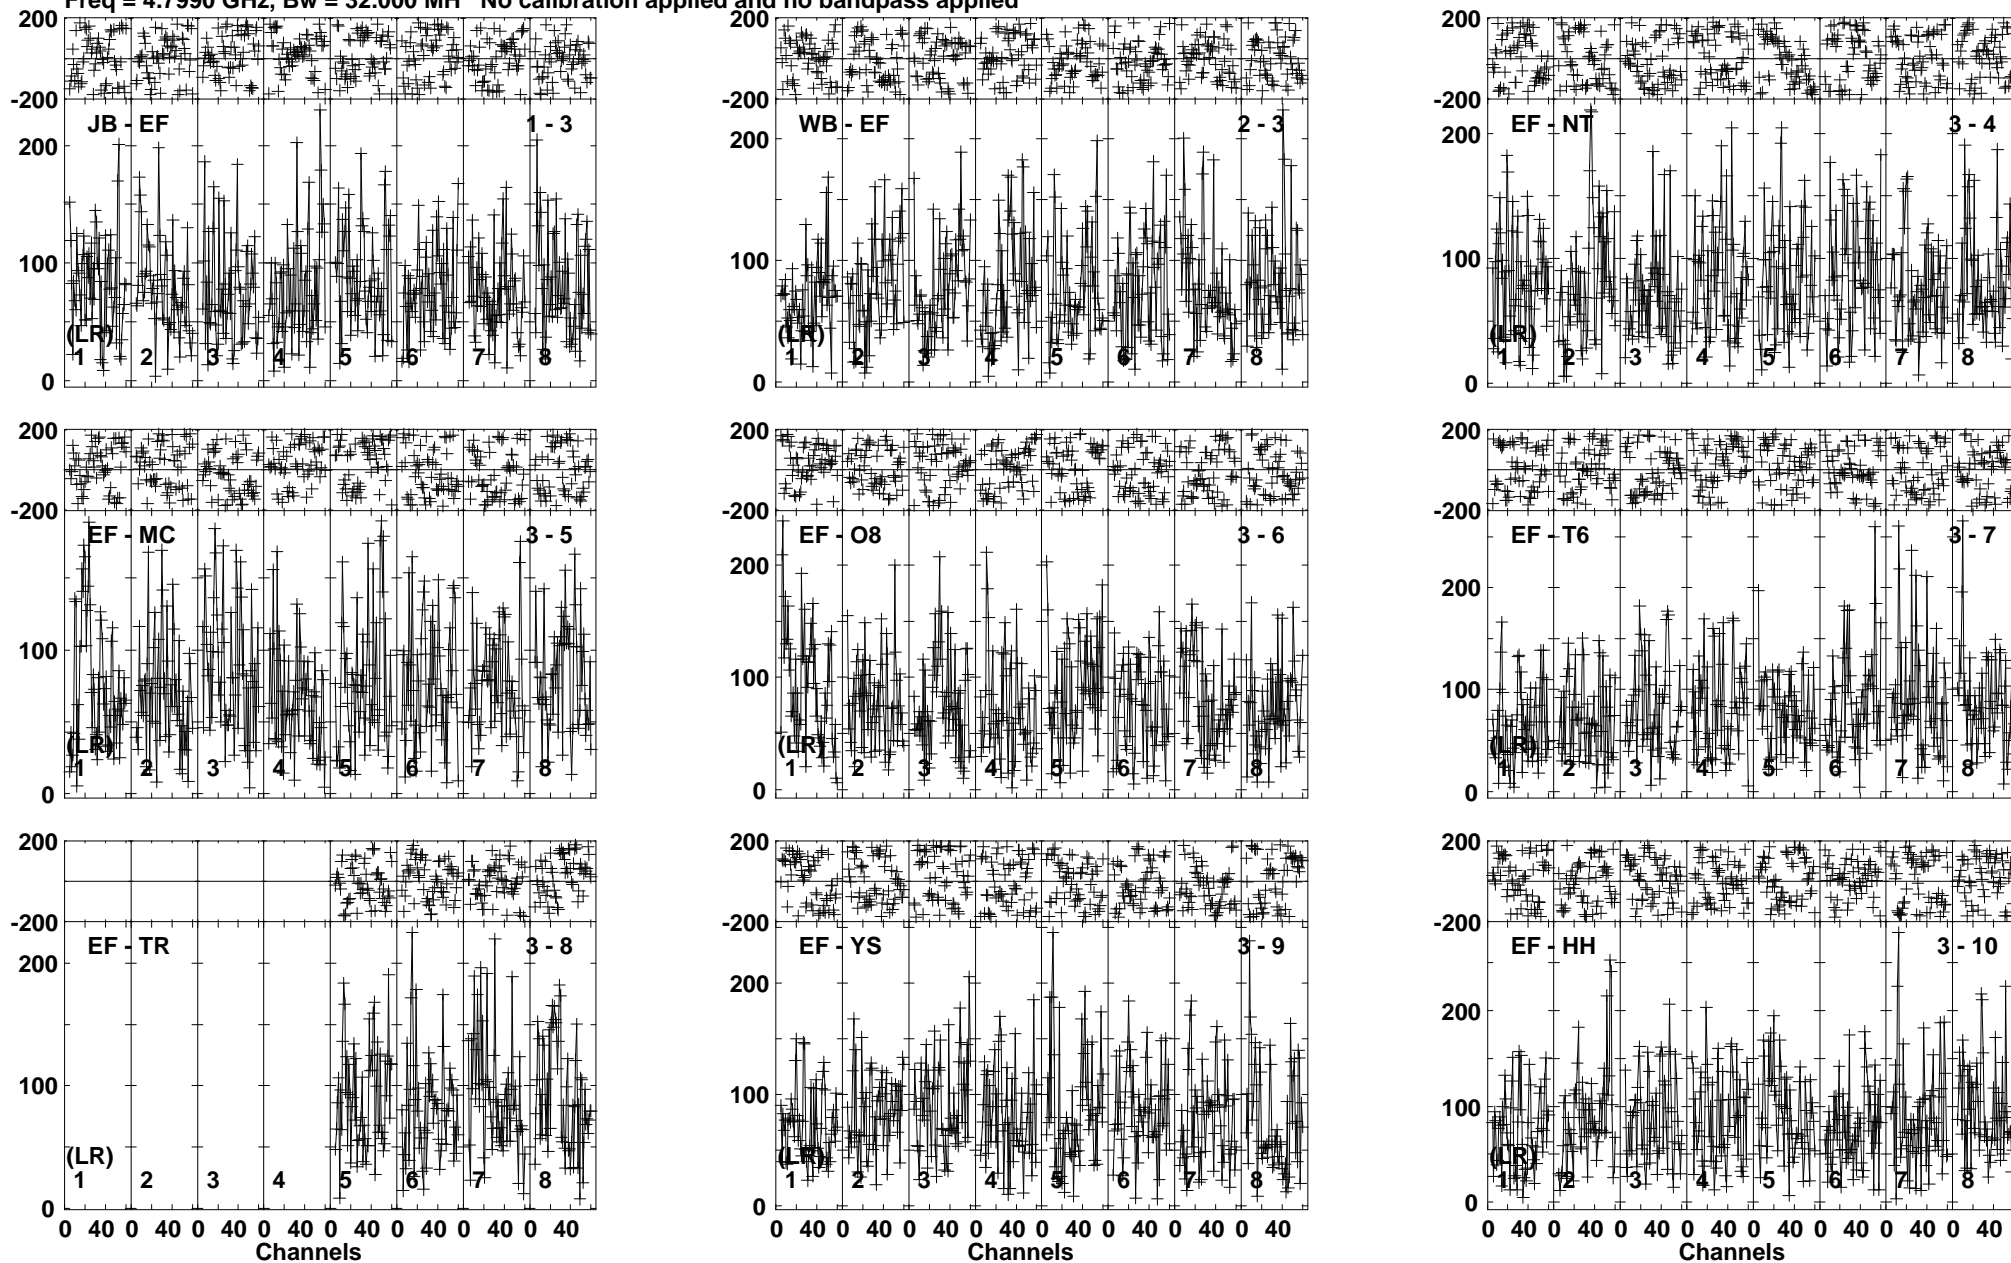 Freq = 4.7990 GHz, Bw = 32.000 MH   No calibration applied and no bandpass applied
200
-200
JB - EF 1 - 3
200
100
0
(LR)
1 2 3 4 5 6 7 8
200
-200
WB - EF 2 - 3
200
100
0
(LR)
1 2 3 4 5 6 7 8
200
-200
EF - NT 3 - 4
200
100
0
(LR)
1 2 3 4 5 6 7 8
200
-200
EF - MC 3 - 5
100
0
(LR)
1 2 3 4 5 6 7 8
200
-200
EF - O8 3 - 6
200
100
0
(LR)
1 2 3 4 5 6 7 8
200
-200
EF - T6 3 - 7
200
100
0
(LR)
1 2 3 4 5 6 7 8
200
-200
EF - TR 3 - 8
200
100
0
(LR)
1 2 3 4 5 6 7 8
0 40 0 40 0 40 0 40 0 40 0 40 0 40 0 40
Channels
200
-200
EF - YS 3 - 9
200
100
0
(LR)
1 2 3 4 5 6 7 8
0 40 0 40 0 40 0 40 0 40 0 40 0 40 0 40
Channels
200
-200
EF - HH 3 - 10
200
100
0
(LR)
1 2 3 4 5 6 7 8
0 40 0 40 0 40 0 40 0 40 0 40 0 40 0 40
Channels